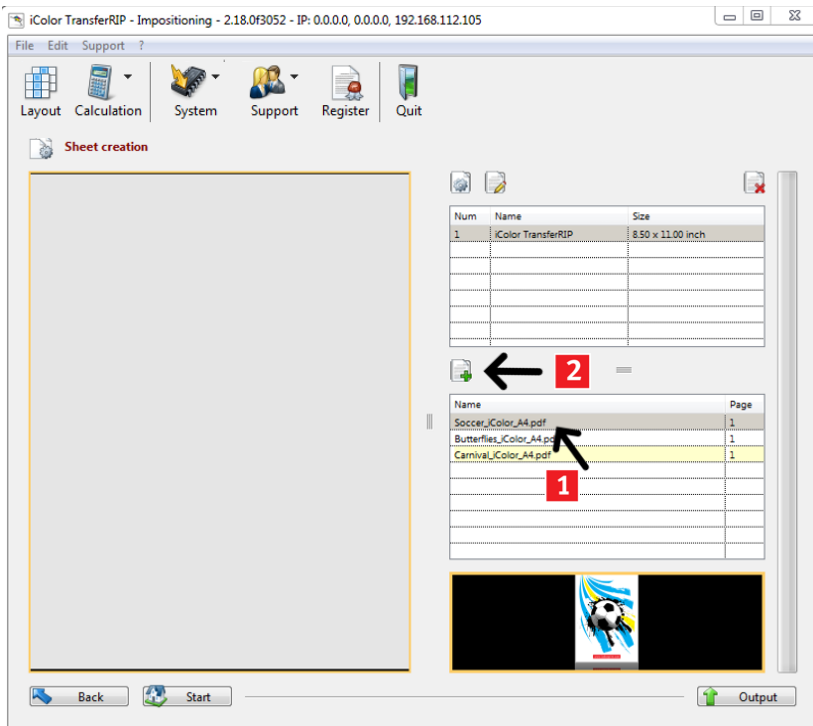 iColor TransferRIP - Impositioning - 2.18.0f3052 - IP: 0.0.0.0, 0.0.0.0, 192.168.112.105
File Edit Support ?
Layout Calculation System Support Register Quit
Sheet creation
Num Name Size
1 iColor TransferRIP 8.50 x 11.00 inch
2
Name Page
Soccer_iColor_A4.pdf 1
Butterflies_iColor_A4.pdf 1
Carnival_iColor_A4.pdf 1
1
Back Start Output